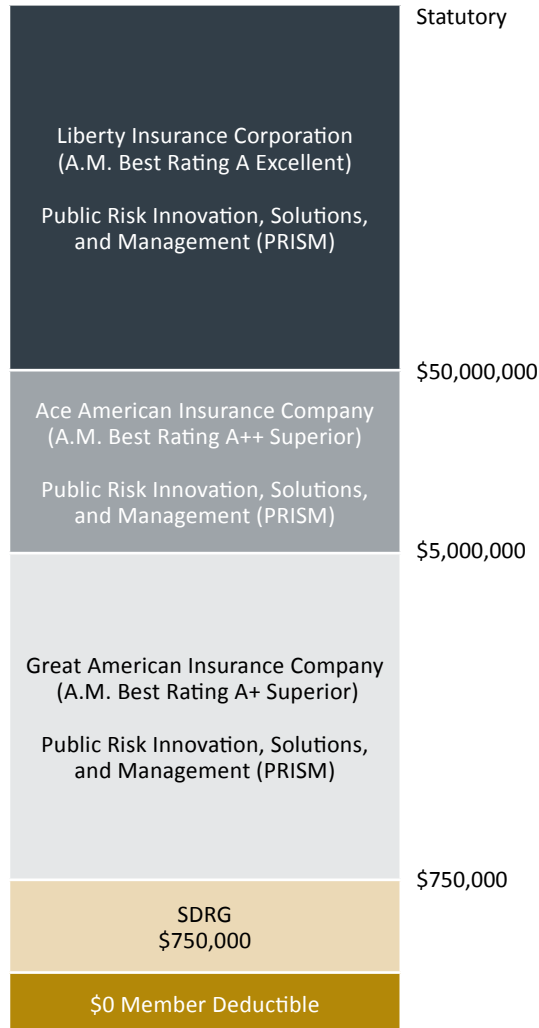 Statutory
Liberty Insurance Corporation
(A.M. Best Rating A Excellent)
Public Risk Innovation, Solutions,
and Management (PRISM)
$50,000,000
Ace American Insurance Company
(A.M. Best Rating A++ Superior)
Public Risk Innovation, Solutions,
and Management (PRISM)
$5,000,000
Great American Insurance Company
(A.M. Best Rating A+ Superior)
Public Risk Innovation, Solutions,
and Management (PRISM)
$750,000
SDRG
$750,000
$0 Member Deductible